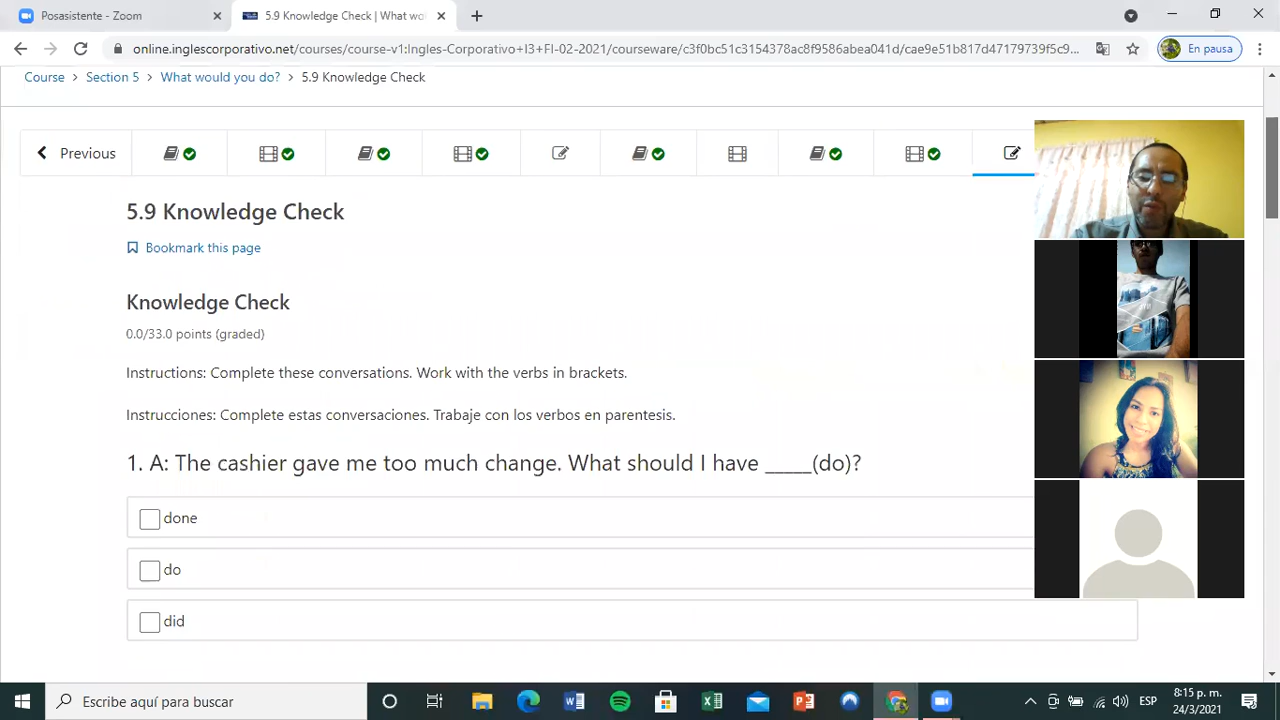 Posasistente - Zoom
5.9 Knowledge Check | What wo
online.inglescorporativo.net/courses/course-v1:Ingles-Corporativo+I3+FI-02-2021/courseware/c3f0bc51c3154378ac8f9586abea041d/cae9e51b817d47179739f5c9...
En pausa
Course > Section 5 > What would you do? > 5.9 Knowledge Check
Previous
5.9 Knowledge Check
Bookmark this page
Knowledge Check
0.0/33.0 points (graded)
Instructions: Complete these conversations. Work with the verbs in brackets.
Instrucciones: Complete estas conversaciones. Trabaje con los verbos en parentesis.
1. A: The cashier gave me too much change. What should I have _____(do)?
done
do
did
Escribe aquí para buscar
ESP
8:15 p. m.
24/3/2021